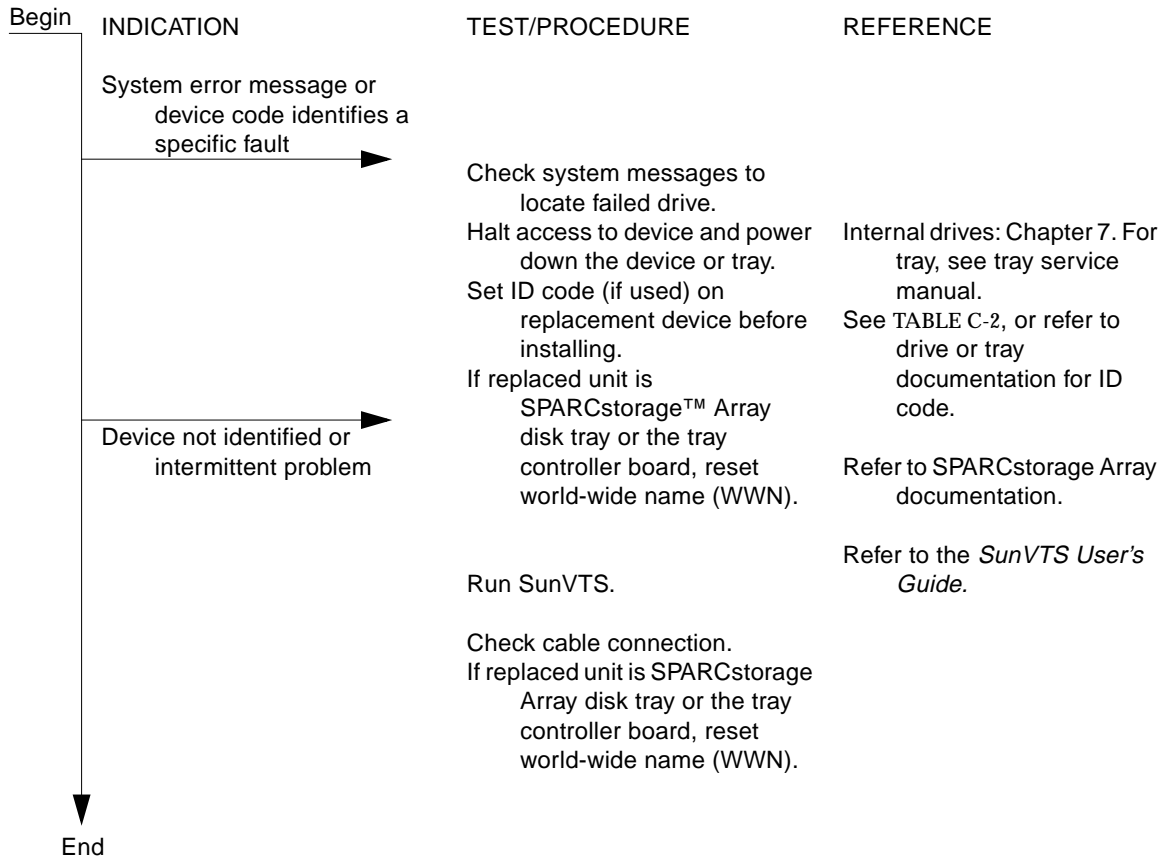 Begin
INDICATION
TEST/PROCEDURE
REFERENCE
System error message or
device code identifies a
specific fault
Check system messages to
locate failed drive.
Halt access to device and power
down the device or tray.
Set ID code (if used) on
replacement device before
installing.
If replaced unit is
SPARCstorage™ Array
disk tray or the tray
controller board, reset
world-wide name (WWN).
Internal drives: Chapter 7. For
tray, see tray service
manual.
See TABLE C-2, or refer to
drive or tray
documentation for ID
code.
Refer to SPARCstorage Array
documentation.
Device not identified or
intermittent problem
Run SunVTS.
Refer to the SunVTS User's
Guide.
Check cable connection.
If replaced unit is SPARCstorage
Array disk tray or the tray
controller board, reset
world-wide name (WWN).
End